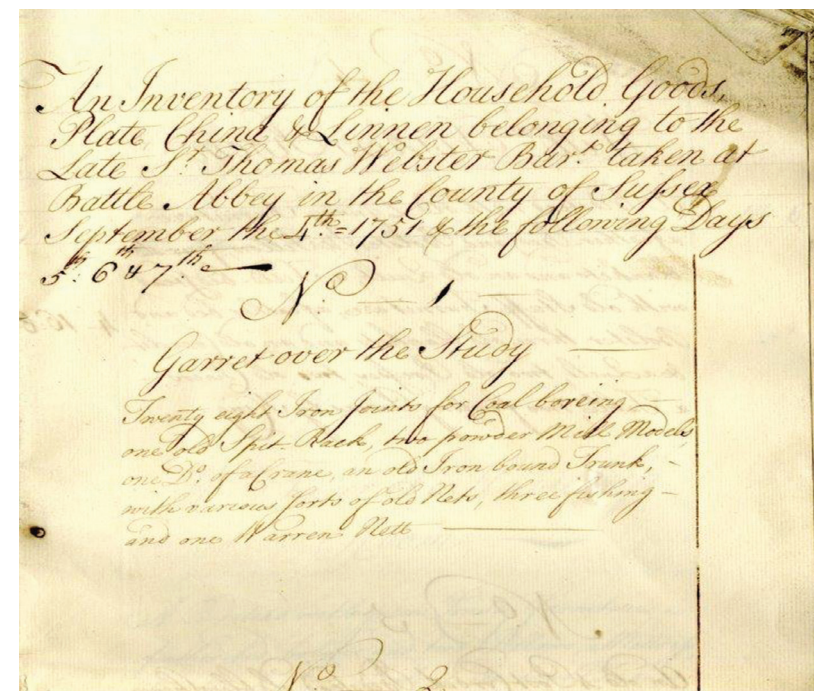 An Inventory of the Household Goods,
Plate China & Linnen belonging to the
Late Sr. Thomas Webster Bart. taken at
Battle Abbey in the County of Sussex
September the 4th.=1751 & the following Days
5th. 6th & 7th.
No. 1
Garret over the Study
Twenty eight Iron Joints for Coal boreing
one old Spit Rack, two powder Mill Models,
one Do. of a Crane, an old Iron bound Trunk,
with various sorts of old Nets, three fishing
and one Warren Nett
No. 2